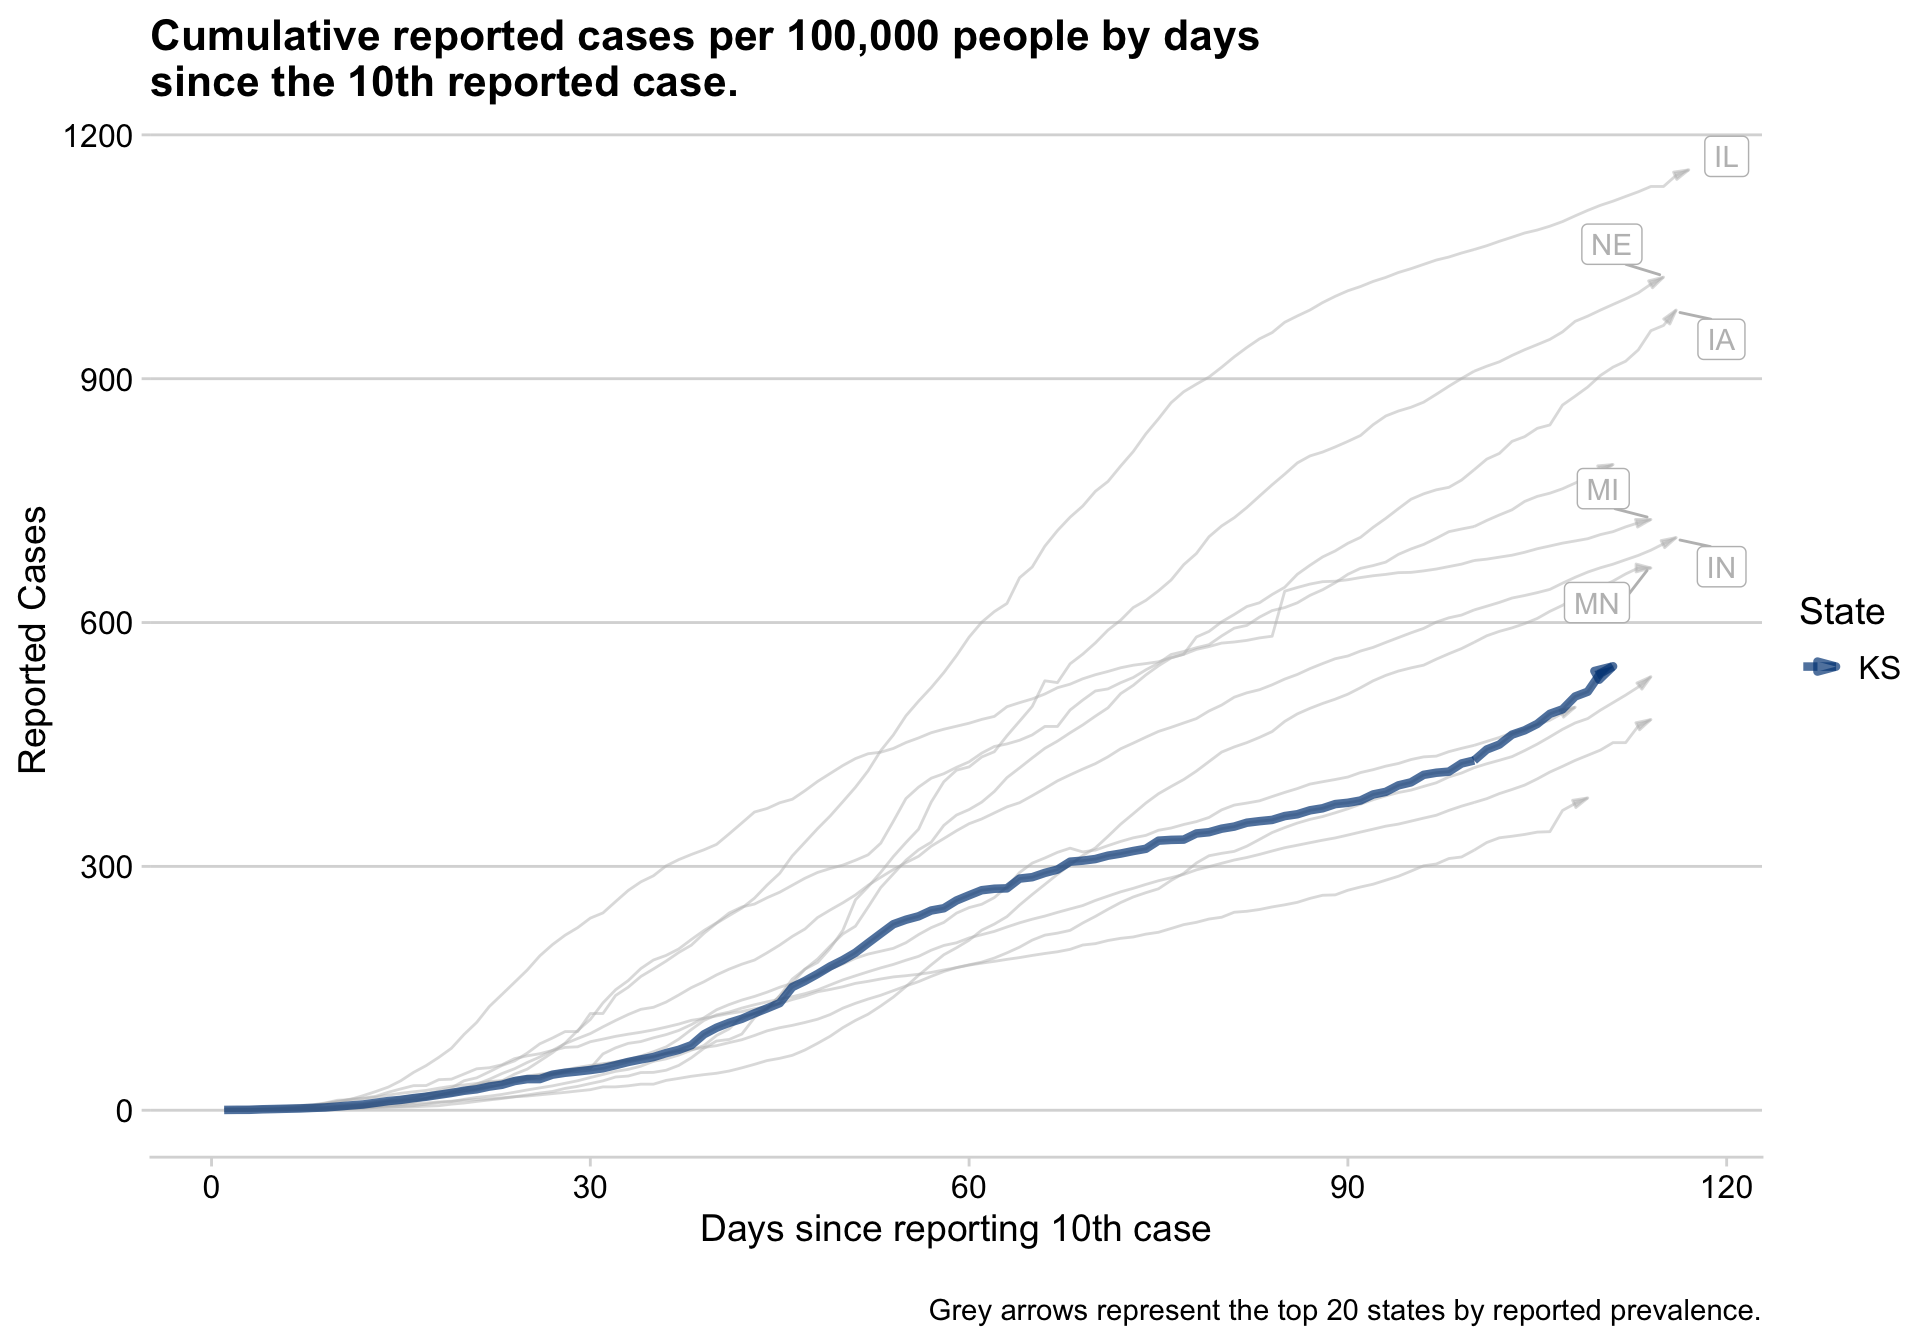 Cumulative reported cases per 100,000 people by days
since the 10th reported case.
1200
900
600
300
0
Reported Cases
IL
NE
IA
MI
IN
MN
State
KS
0 30 60 90 120
Days since reporting 10th case
Grey arrows represent the top 20 states by reported prevalence.